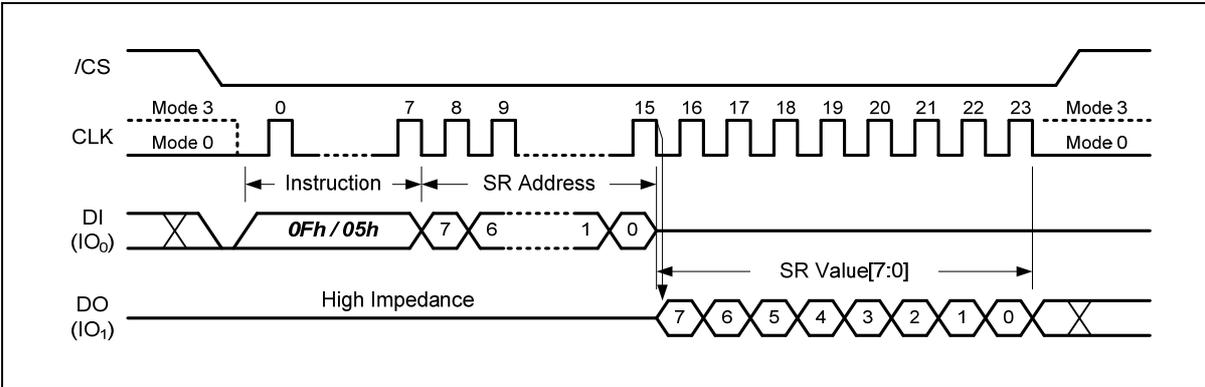 /CS
Mode 3 0 7 8 9 15 16 17 18 19 20 21 22 23 Mode 3
CLK
Mode 0 Mode 0
Instruction SR Address
DI
(IO₀)
0Fh / 05h 7 6 1 0
SR Value[7:0]
High Impedance
DO
(IO₁)
7 6 5 4 3 2 1 0